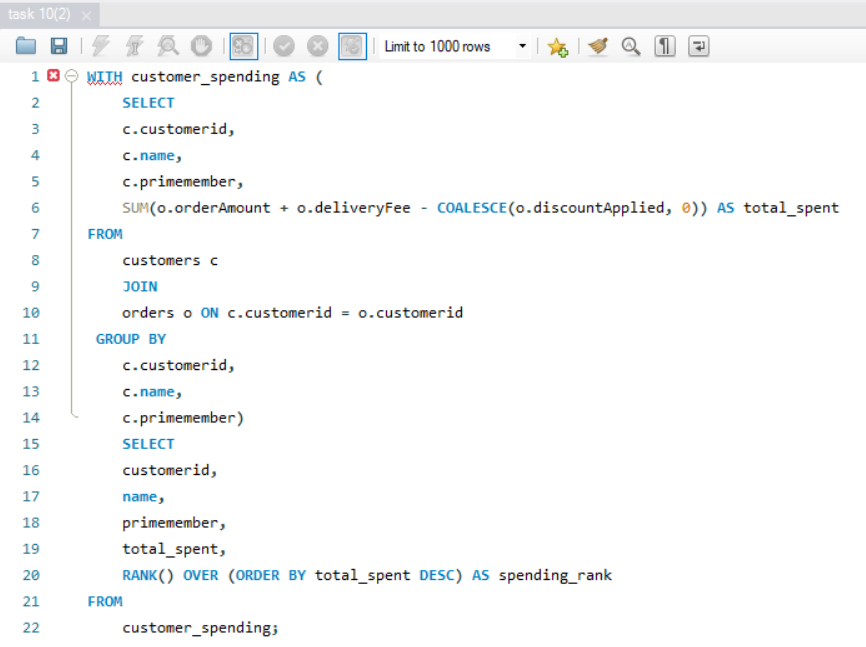 task 10(2)
Limit to 1000 rows
1 WITH customer_spending AS (
2 SELECT
3 c.customerid,
4 c.name,
5 c.primemember,
6 SUM(o.orderAmount + o.deliveryFee - COALESCE(o.discountApplied, 0)) AS total_spent
7 FROM
8 customers c
9 JOIN
10 orders o ON c.customerid = o.customerid
11 GROUP BY
12 c.customerid,
13 c.name,
14 c.primemember)
15 SELECT
16 customerid,
17 name,
18 primemember,
19 total_spent,
20 RANK() OVER (ORDER BY total_spent DESC) AS spending_rank
21 FROM
22 customer_spending;